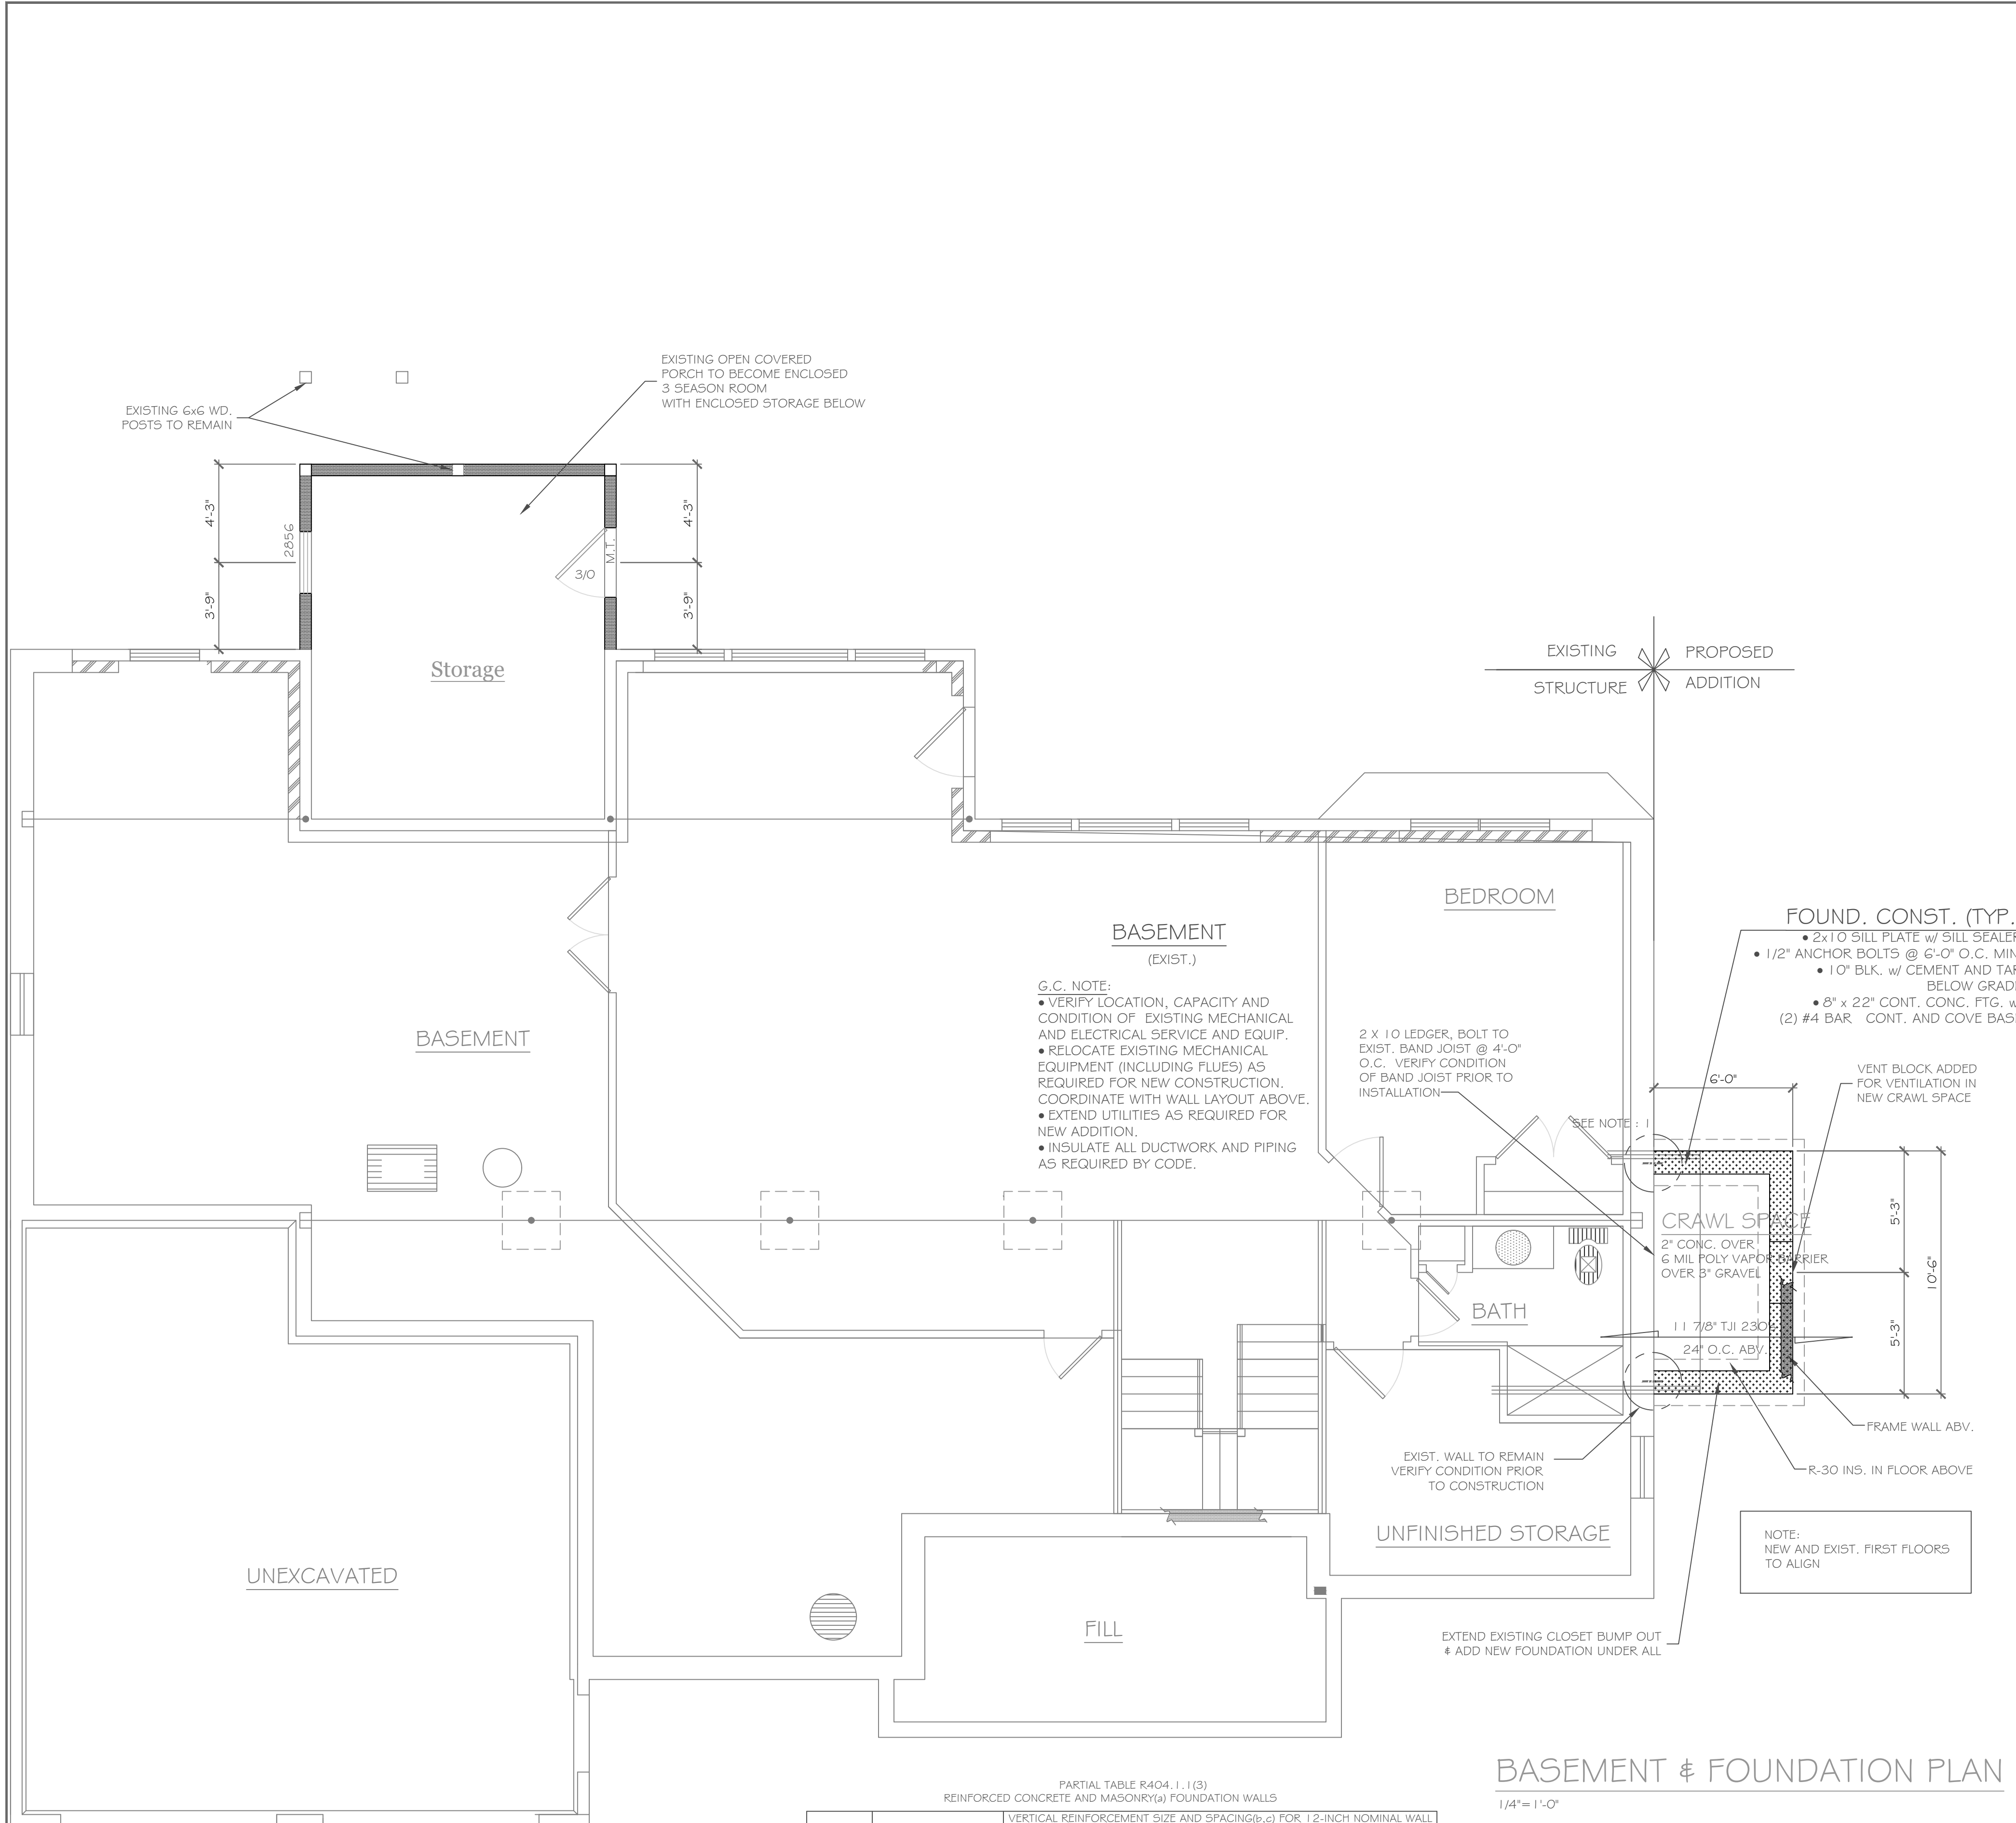 EXISTING OPEN COVERED
PORCH TO BECOME ENCLOSED
3 SEASON ROOM
WITH ENCLOSED STORAGE BELOW
EXISTING 6x6 WD.
POSTS TO REMAIN
4'-3"
3'-9"
2856
4'-3"
3'-9"
M.T.
3/0
Storage
EXISTING
STRUCTURE
PROPOSED
ADDITION
BEDROOM
BASEMENT
(EXIST.)
G.C. NOTE:
• VERIFY LOCATION, CAPACITY AND
CONDITION OF EXISTING MECHANICAL
AND ELECTRICAL SERVICE AND EQUIP.
• RELOCATE EXISTING MECHANICAL
EQUIPMENT (INCLUDING FLUES) AS
REQUIRED FOR NEW CONSTRUCTION.
COORDINATE WITH WALL LAYOUT ABOVE.
• EXTEND UTILITIES AS REQUIRED FOR
NEW ADDITION.
• INSULATE ALL DUCTWORK AND PIPING
AS REQUIRED BY CODE.
BASEMENT
2 X 10 LEDGER, BOLT TO
EXIST. BAND JOIST @ 4'-0"
O.C. VERIFY CONDITION
OF BAND JOIST PRIOR TO
INSTALLATION
FOUND. CONST. (TYP.
• 2x10 SILL PLATE w/ SILL SEALER
• 1/2" ANCHOR BOLTS @ 6'-0" O.C. MIN
• 10" BLK. w/ CEMENT AND TAR
BELOW GRADE
• 8" x 22" CONT. CONC. FTG. w
(2) #4 BAR CONT. AND COVE BASE
VENT BLOCK ADDED
FOR VENTILATION IN
NEW CRAWL SPACE
6'-0"
SEE NOTE : 1
CRAWL SPACE
2" CONC. OVER
6 MIL POLY VAPOR BARRIER
OVER 3" GRAVEL
11 7/8" TJI 230
24" O.C. ABV.
5'-3"
5'-3"
10'-6"
BATH
FRAME WALL ABV.
R-30 INS. IN FLOOR ABOVE
EXIST. WALL TO REMAIN
VERIFY CONDITION PRIOR
TO CONSTRUCTION
UNFINISHED STORAGE
NOTE:
NEW AND EXIST. FIRST FLOORS
TO ALIGN
UNEXCAVATED
FILL
EXTEND EXISTING CLOSET BUMP OUT
& ADD NEW FOUNDATION UNDER ALL
BASEMENT & FOUNDATION PLAN
1/4"=1'-0"
PARTIAL TABLE R404.1.1(3)
REINFORCED CONCRETE AND MASONRY(a) FOUNDATION WALLS
VERTICAL REINFORCEMENT SIZE AND SPACING(b,c) FOR 12-INCH NOMINAL WALL